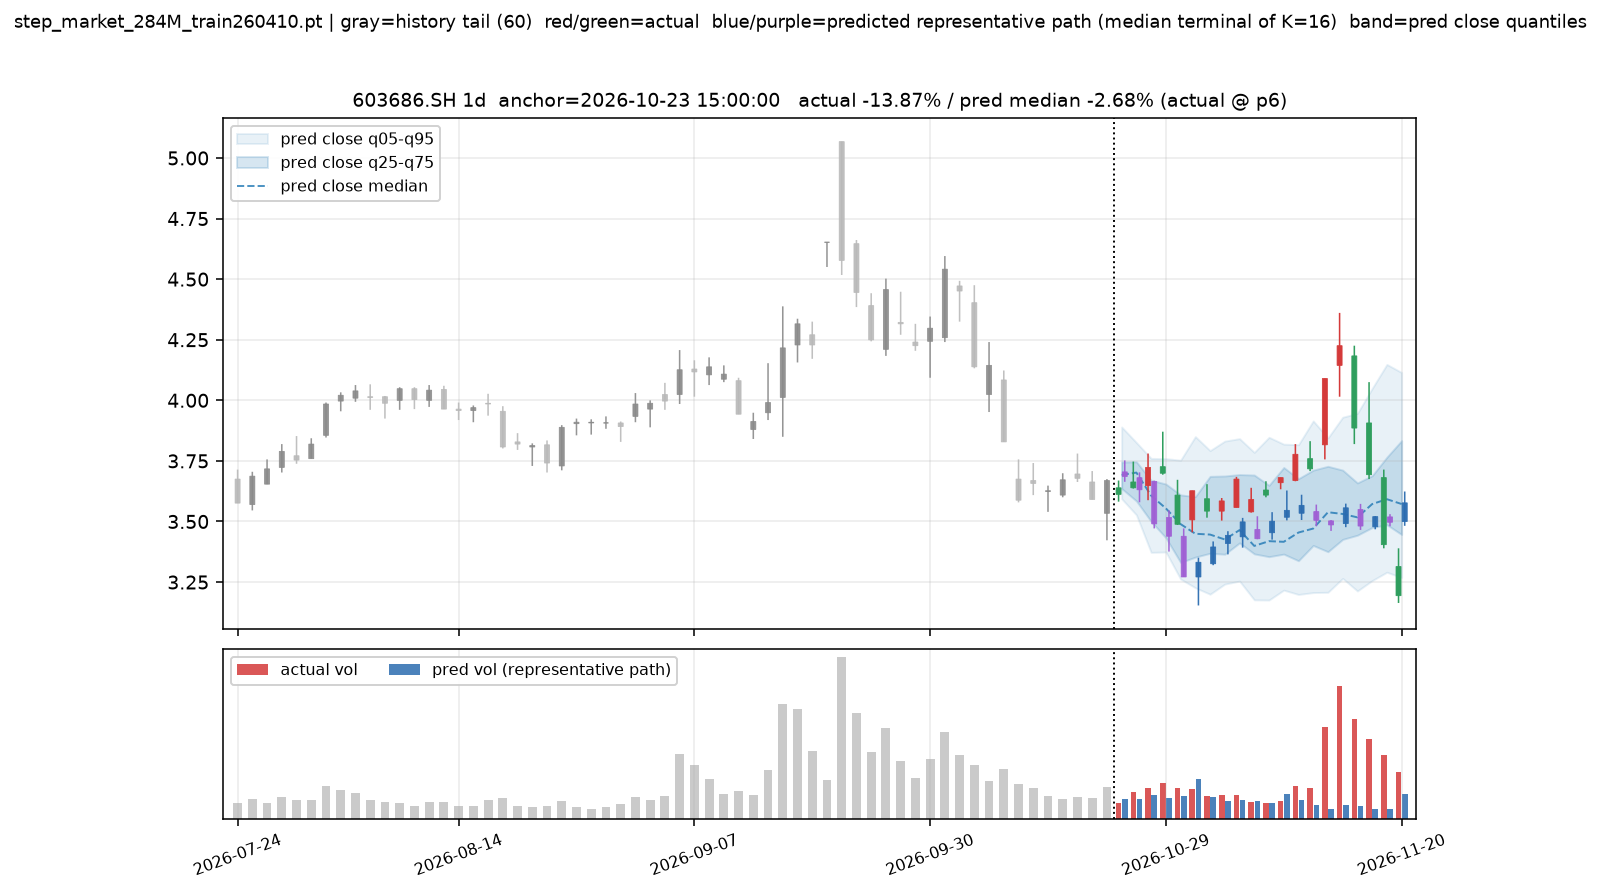 step_market_284M_train260410.pt | gray=history tail (60)  red/green=actual  blue/purple=predicted representative path (median terminal of K=16)  band=pred close quantiles
603686.SH 1d  anchor=2026-10-23 15:00:00   actual -13.87% / pred median -2.68% (actual @ p6)
pred close q05-q95
pred close q25-q75
pred close median
5.00
4.75
4.50
4.25
4.00
3.75
3.50
3.25
actual vol
pred vol (representative path)
2026-07-24
2026-08-14
2026-09-07
2026-09-30
2026-10-29
2026-11-20